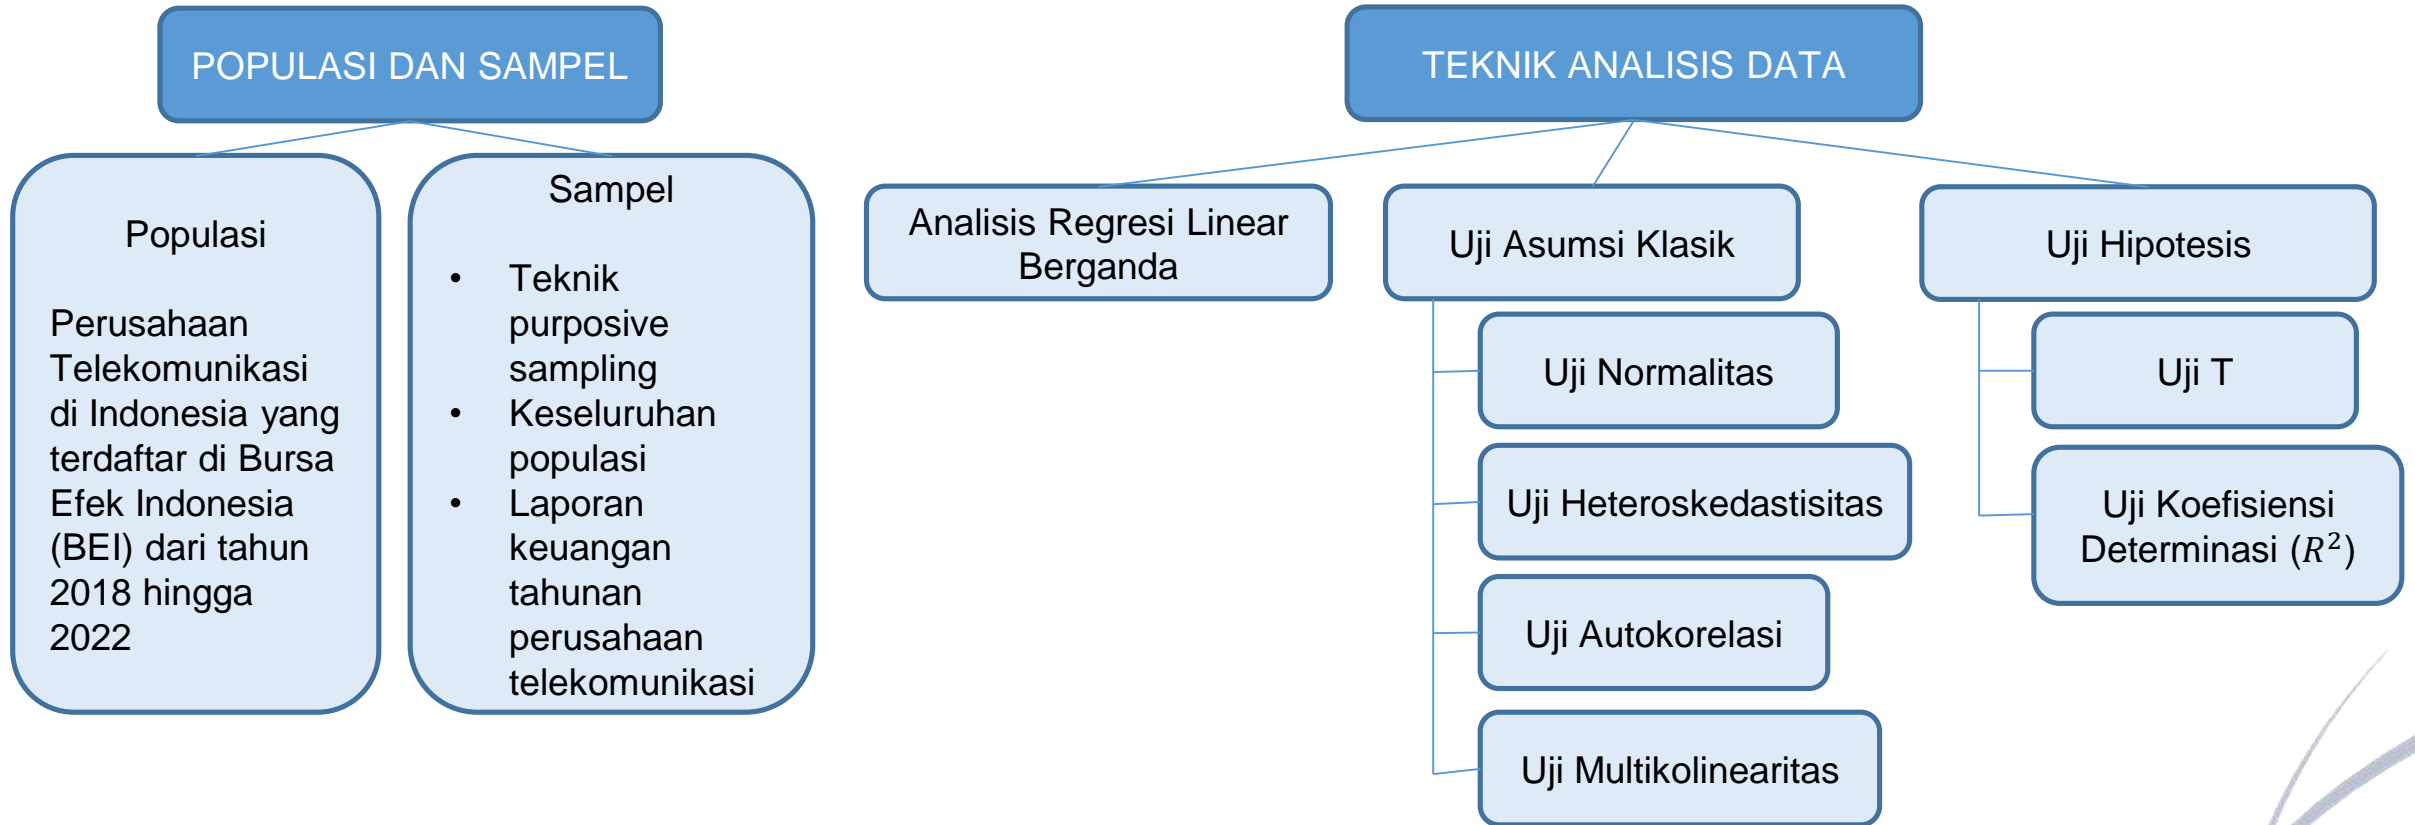 POPULASI DAN SAMPEL
Populasi
Perusahaan
Telekomunikasi
di Indonesia yang
terdaftar di Bursa
Efek Indonesia
(BEI) dari tahun
2018 hingga
2022
Sampel
• Teknik
purposive
sampling
• Keseluruhan
populasi
• Laporan
keuangan
tahunan
perusahaan
telekomunikasi
TEKNIK ANALISIS DATA
Analisis Regresi Linear
Berganda
Uji Asumsi Klasik
Uji Normalitas
Uji Heteroskedastisitas
Uji Autokorelasi
Uji Multikolinearitas
Uji Hipotesis
Uji T
Uji Koefisiensi
Determinasi (R²)